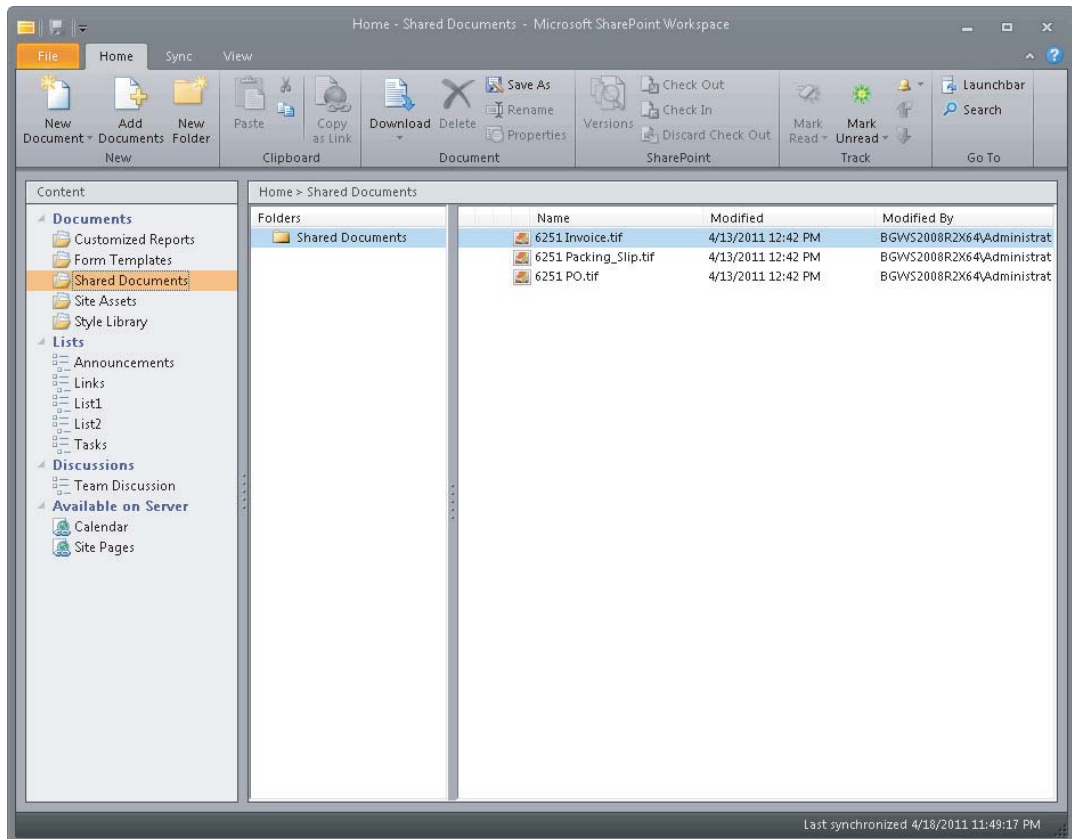 Home - Shared Documents - Microsoft SharePoint Workspace
File Home Sync View
New Document
Add Documents
New Folder
New
Paste
Copy as Link
Clipboard
Download
Delete
Save As
Rename
Properties
Document
Versions
Check Out
Check In
Discard Check Out
SharePoint
Mark Read
Mark Unread
Track
Launchbar
Search
Go To
Content
Documents
Customized Reports
Form Templates
Shared Documents
Site Assets
Style Library
Lists
Announcements
Links
List1
List2
Tasks
Discussions
Team Discussion
Available on Server
Calendar
Site Pages
Home > Shared Documents
Folders
Shared Documents
Name Modified Modified By
6251 Invoice.tif 4/13/2011 12:42 PM BGWS2008R2X64\Administrat
6251 Packing_Slip.tif 4/13/2011 12:42 PM BGWS2008R2X64\Administrat
6251 PO.tif 4/13/2011 12:42 PM BGWS2008R2X64\Administrat
Last synchronized 4/18/2011 11:49:17 PM